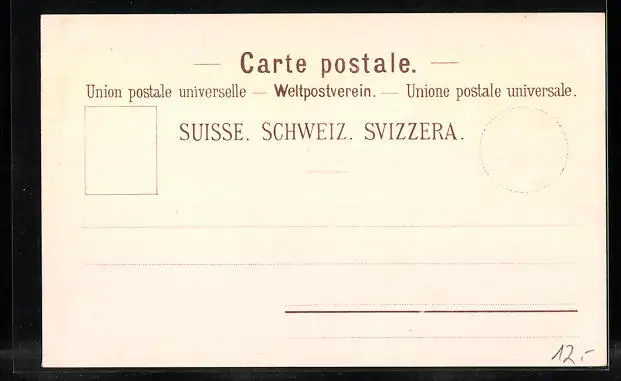 — Carte postale. —
Union postale universelle — Weltpostverein. — Unione postale universale.
SUISSE. SCHWEIZ. SVIZZERA.
12.-